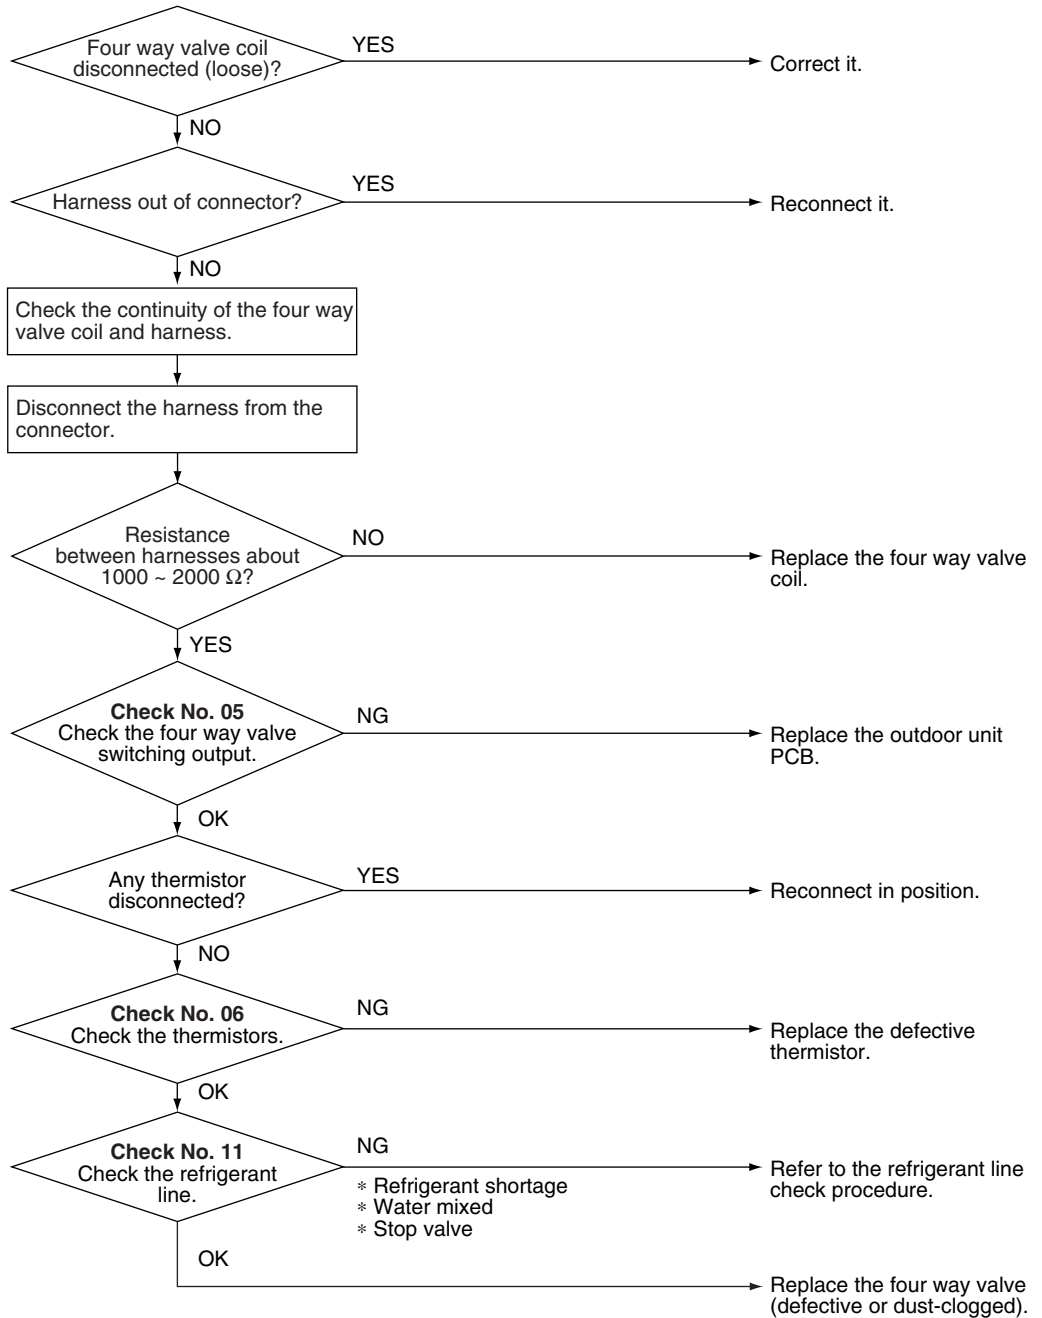 Four way valve coil
disconnected (loose)?
YES
Correct it.
NO
Harness out of connector?
YES
Reconnect it.
NO
Check the continuity of the four way
valve coil and harness.
Disconnect the harness from the
connector.
Resistance
between harnesses about
1000 ~ 2000 Ω?
NO
Replace the four way valve
coil.
YES
Check No. 05
Check the four way valve
switching output.
NG
Replace the outdoor unit
PCB.
OK
Any thermistor
disconnected?
YES
Reconnect in position.
NO
Check No. 06
Check the thermistors.
NG
Replace the defective
thermistor.
OK
Check No. 11
Check the refrigerant
line.
NG
∗ Refrigerant shortage
∗ Water mixed
∗ Stop valve
Refer to the refrigerant line
check procedure.
OK
Replace the four way valve
(defective or dust-clogged).